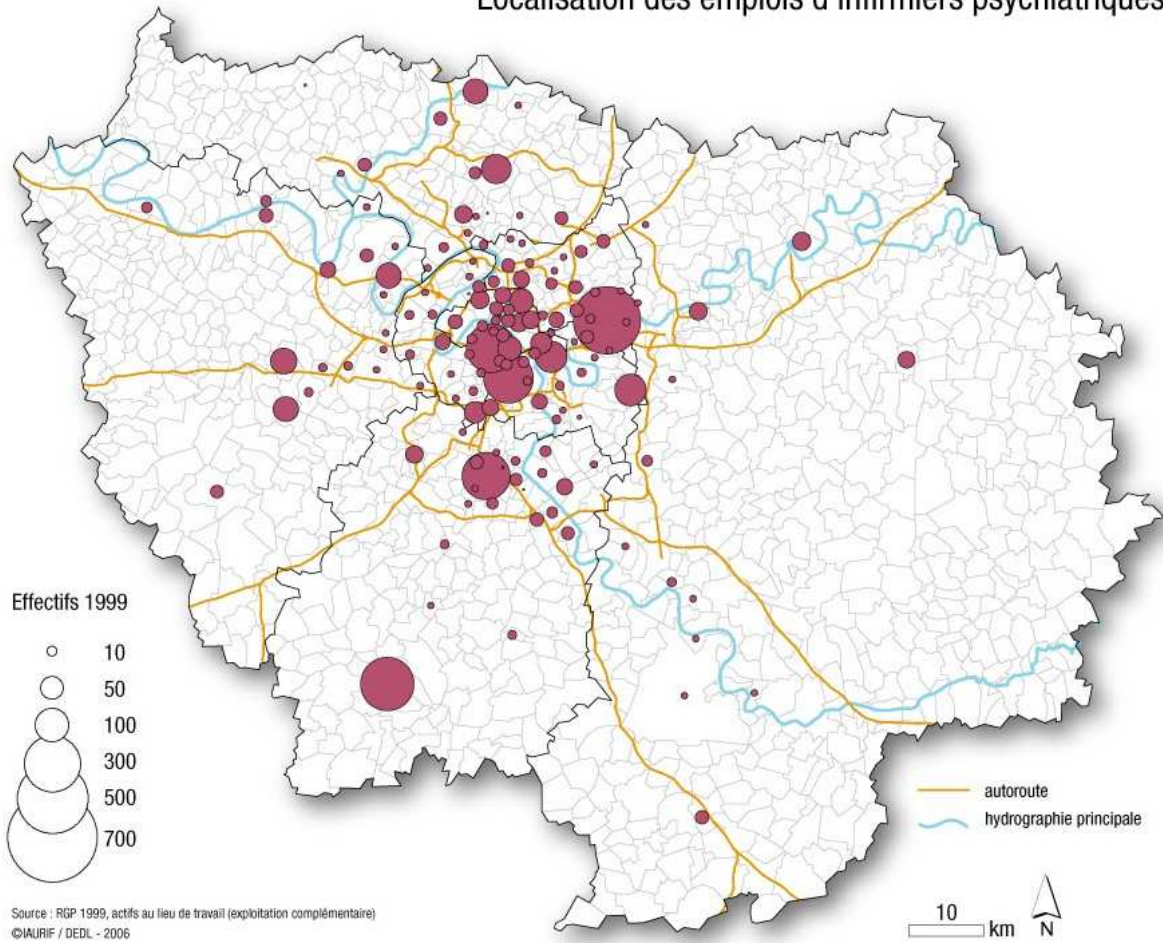 Localisation des emplois d'infirmiers psychiatriques
Effectifs 1999
10
50
100
300
500
700
autoroute
hydrographie principale
10
km
N
Source : RGP 1999, actifs au lieu de travail (exploitation complémentaire)
©IAURIF / DEDL - 2006